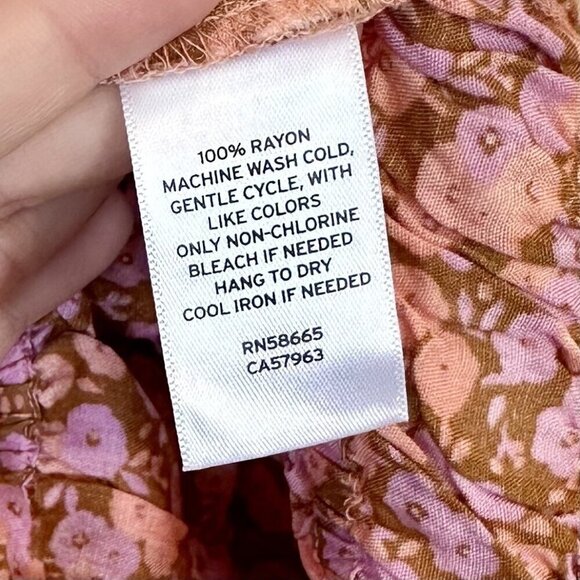 100% RAYON
MACHINE WASH COLD,
GENTLE CYCLE, WITH
LIKE COLORS
ONLY NON-CHLORINE
BLEACH IF NEEDED
HANG TO DRY
COOL IRON IF NEEDED
RN58665
CA57963